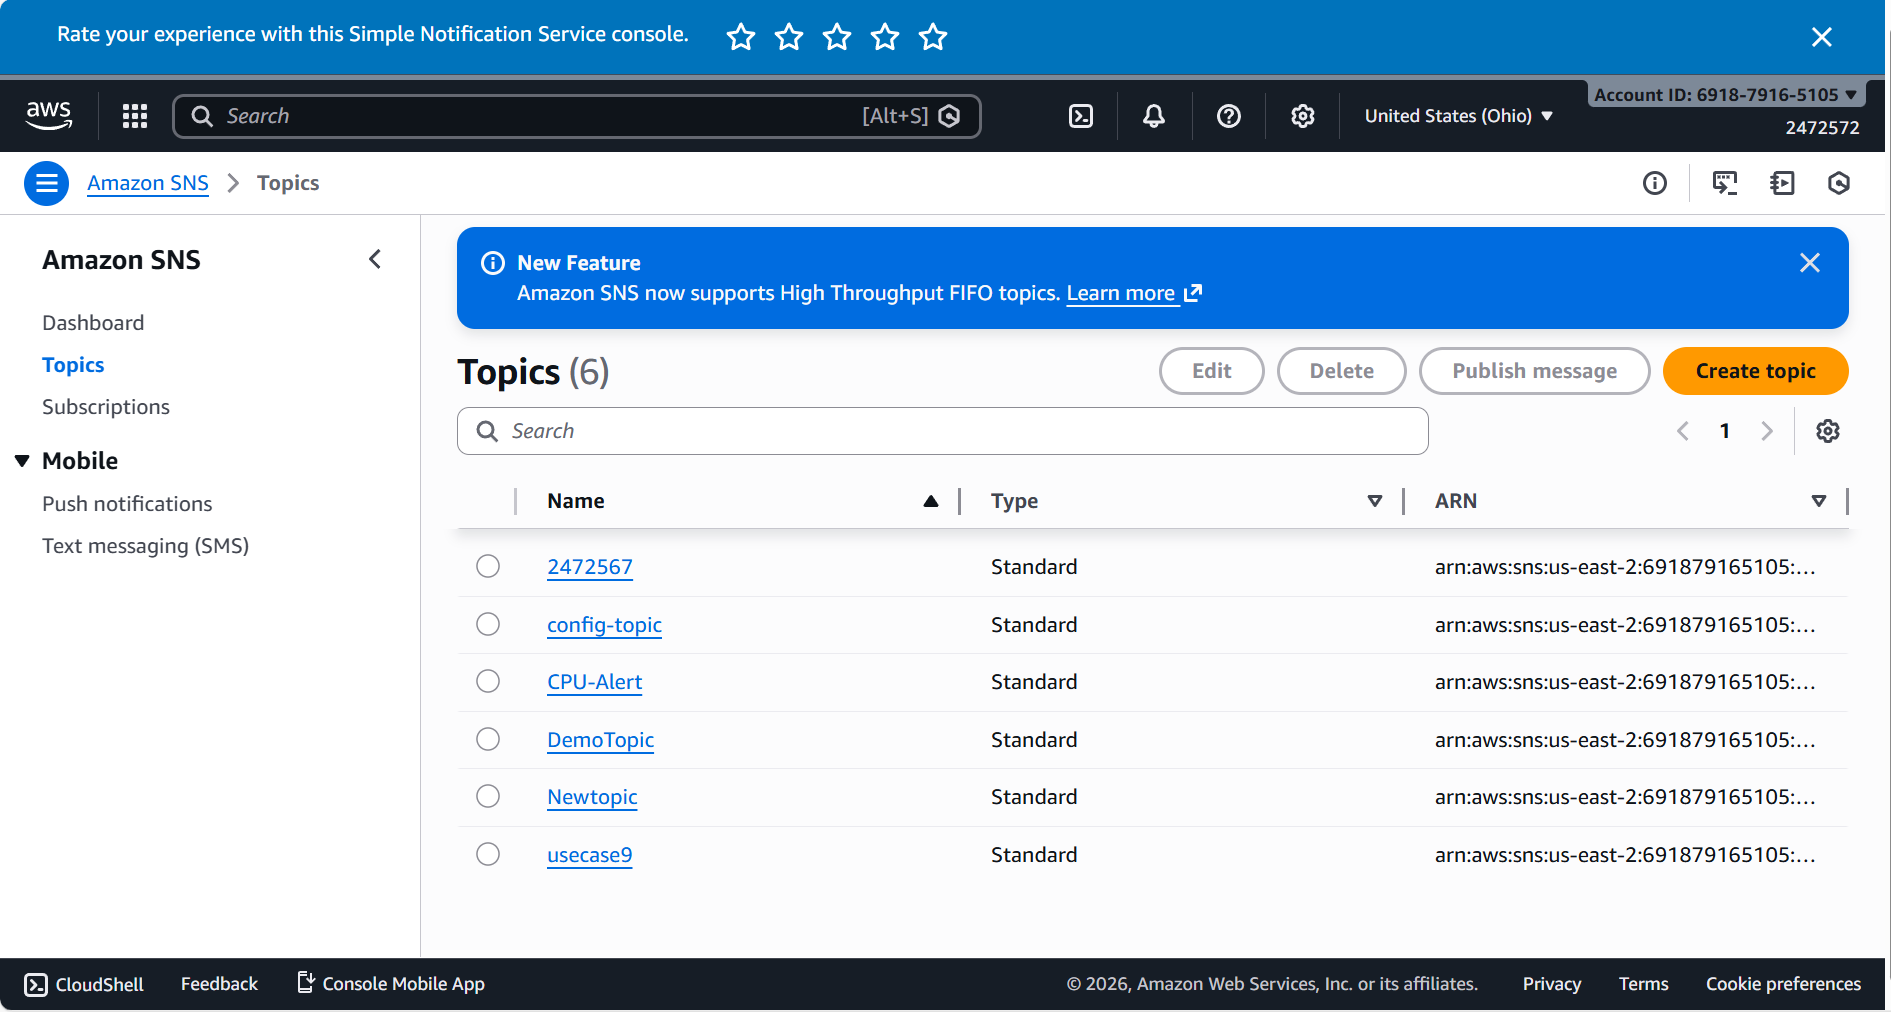 Rate your experience with this Simple Notification Service console.
aws
Search [Alt+S]
United States (Ohio)
Account ID: 6918-7916-5105
2472572
Amazon SNS
Topics
Amazon SNS
Dashboard
Topics
Subscriptions
Mobile
Push notifications
Text messaging (SMS)
New Feature
Amazon SNS now supports High Throughput FIFO topics. Learn more
Topics (6)
Edit
Delete
Publish message
Create topic
Search
1
Name Type ARN
2472567 Standard arn:aws:sns:us-east-2:691879165105:...
config-topic Standard arn:aws:sns:us-east-2:691879165105:...
CPU-Alert Standard arn:aws:sns:us-east-2:691879165105:...
DemoTopic Standard arn:aws:sns:us-east-2:691879165105:...
Newtopic Standard arn:aws:sns:us-east-2:691879165105:...
usecase9 Standard arn:aws:sns:us-east-2:691879165105:...
CloudShell Feedback Console Mobile App © 2026, Amazon Web Services, Inc. or its affiliates. Privacy Terms Cookie preferences